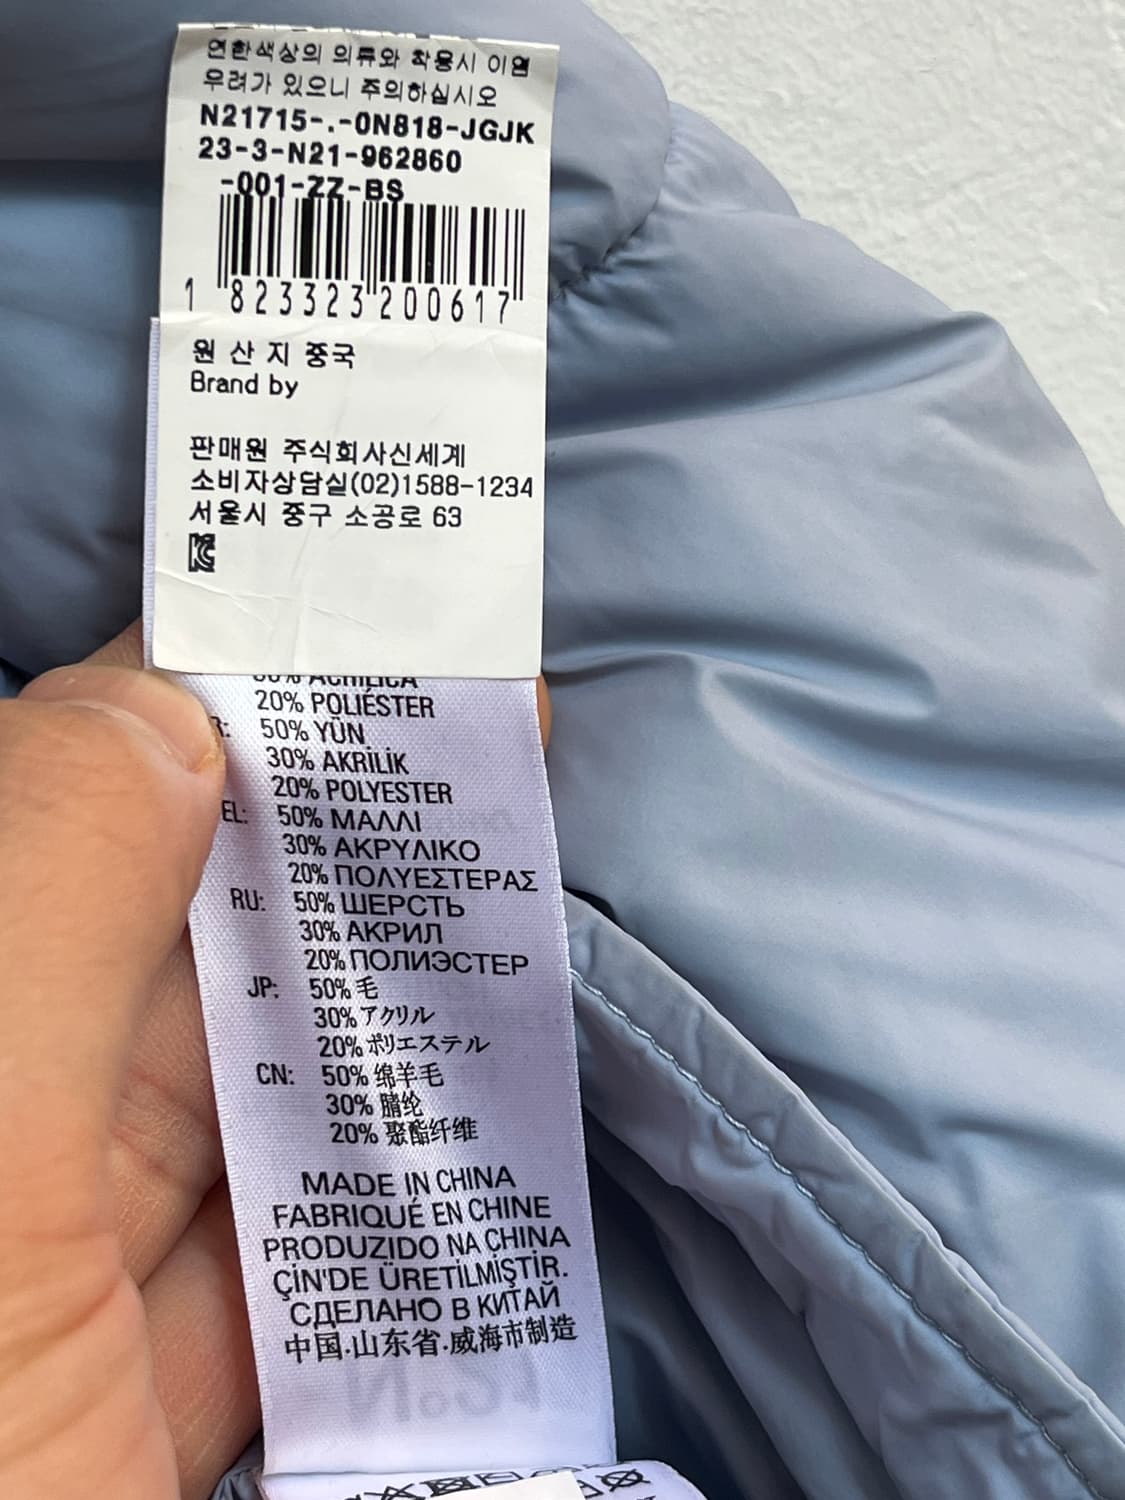 연한색상의 의류와 착용시 이염
우려가 있으니 주의하십시오
N21715-.-0N818-JGJK
23-3-N21-962860
-001-ZZ-BS
1 823323 200617
원 산 지 중국
Brand by
판매원 주식회사신세계
소비자상담실(02)1588-1234
서울시 중구 소공로 63
30% ACRÍLICA
20% POLIÉSTER
R: 50% YÜN
30% AKRİLİK
20% POLYESTER
EL: 50% ΜΑΛΛΙ
30% ΑΚΡΥΛΙΚΟ
20% ΠΟΛΥΕΣΤΕΡΑΣ
RU: 50% ШЕРСТЬ
30% АКРИЛ
20% ПОЛИЭСТЕР
JP: 50% 毛
30% アクリル
20% ポリエステル
CN: 50% 绵羊毛
30% 腈纶
20% 聚酯纤维
MADE IN CHINA
FABRIQUÉ EN CHINE
PRODUZIDO NA CHINA
ÇİN'DE ÜRETİLMİŞTİR.
СДЕЛАНО В КИТАЙ
中国.山东省.威海市制造
N°21